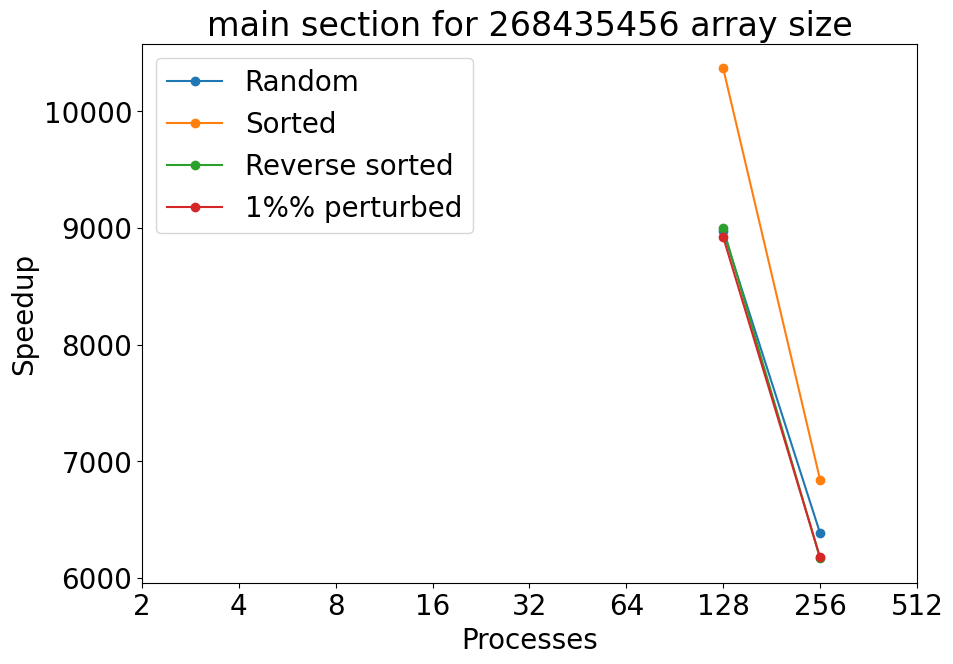 main section for 268435456 array size
Random
Sorted
Reverse sorted
1%% perturbed
10000
9000
8000
7000
6000
Speedup
2 4 8 16 32 64 128 256 512
Processes